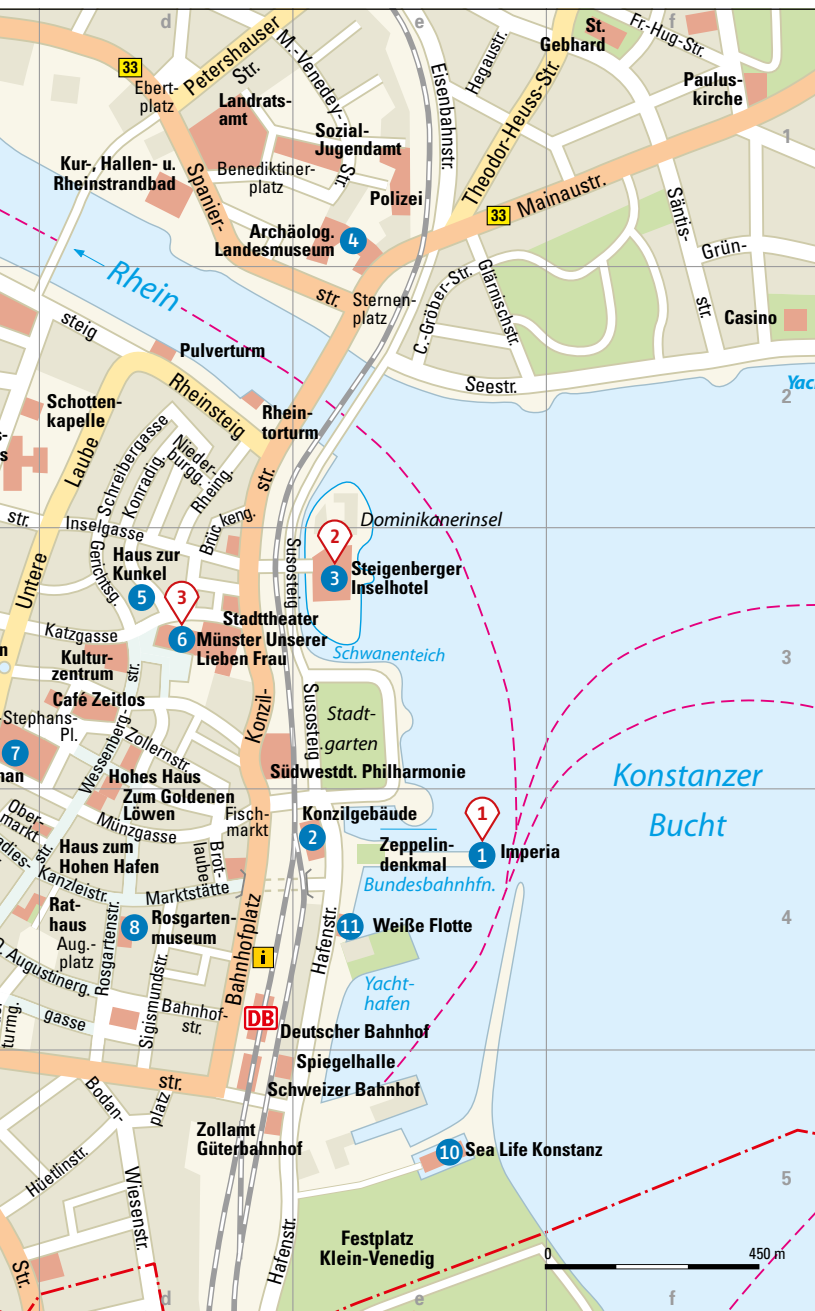 d
e
f
33
Petershauser
Str.
M.-Venedey-
Str.
Ebert-
platz
Landrats-
amt
Sozial-
Jugendamt
Benediktiner-
platz
Polizei
Kur-, Hallen- u.
Rheinstrandbad
Spanier-
str.
Archäolog.
Landesmuseum
4
Eisenbahnstr.
Hegaustr.
Theodor-Heuss-Str.
St.
Gebhard
Fr.-Hug-Str.
Paulus-
kirche
1
33
Mainaustr.
Säntis-
str.
Grün-
Casino
Rhein
Sternen-
platz
C.-Gröber-Str.
Glärnischstr.
Seestr.
Yac
2
steig
Pulverturm
Rheinsteig
Schotten-
kapelle
Rhein-
torturm
str.
Laube
Untere
Schreibergasse
Konradig.
Nieder-
burgg.
Rheing.
Brückeng.
str.
Inselgasse
Gerichtsg.
Haus zur
Kunkel
5
3
6
Stadttheater
Münster Unserer
Lieben Frau
Susosteig
Dominikanerinsel
2
3
Steigenberger
Inselhotel
Schwanenteich
3
Katzgasse
n
Kultur-
zentrum
Café Zeitlos
-Stephans-
Pl.
7
han
Wessenberg-
str.
Zollernstr.
Konzil-
Susosteig
Stadt-
garten
Südwestdt. Philharmonie
Hohes Haus
Zum Goldenen
Löwen
Konstanzer
Bucht
Ober-
markt
Münzgasse
Fisch-
markt
Brot-
laube
Konzilgebäude
2
1
1
Imperia
Zeppelin-
denkmal
Bundesbahnhfn.
adies-
str.
Haus zum
Hohen Hafen
Kanzleistr.
Marktstätte
Rat-
haus
Aug.-
platz
Rosgartenstr.
8
Rosgarten-
museum
11
Weiße Flotte
4
Hafenstr.
Bahnhofplatz
i
Yacht-
hafen
Augustinerg.
Sigismundstr.
Bahnhof-
str.
gasse
turmg.
DB
Deutscher Bahnhof
Spiegelhalle
Schweizer Bahnhof
str.
Bodan-
platz
Zollamt
Güterbahnhof
10
Sea Life Konstanz
5
Hüetlinstr.
Wiesenstr.
Hafenstr.
Festplatz
Klein-Venedig
0
450 m
Str.
d
e
f